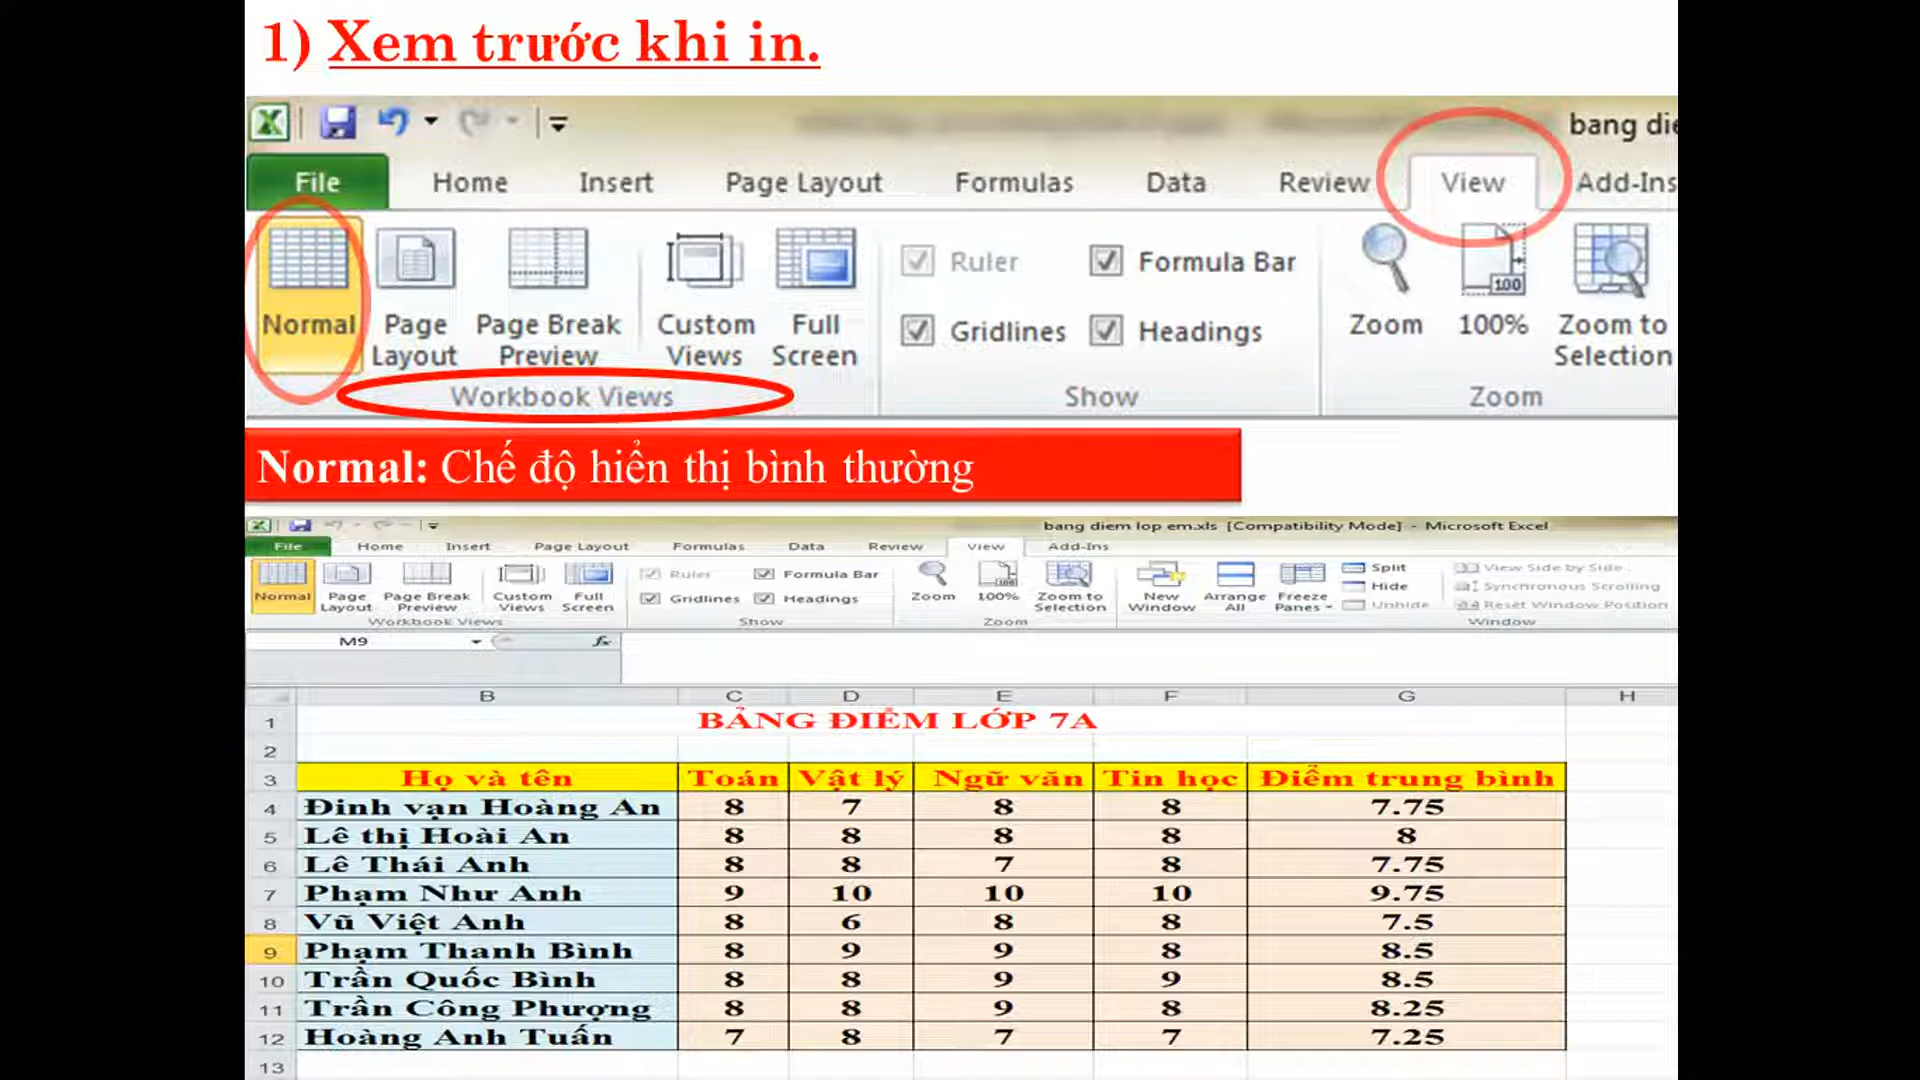 1) Xem trước khi in.
bang die
File Home Insert Page Layout Formulas Data Review View Add-Ins
Normal Page Layout Page Break Preview Custom Views Full Screen
Ruler Formula Bar
Gridlines Headings
Zoom 100% Zoom to Selection
Workbook Views Show Zoom
Normal: Chế độ hiển thị bình thường
bang diem lop em.xls [Compatibility Mode] - Microsoft Excel
File Home Insert Page Layout Formulas Data Review View Add-Ins
Normal Page Layout Page Break Preview Custom Views Full Screen
Ruler Formula Bar
Gridlines Headings
Zoom 100% Zoom to Selection
New Window Arrange All Freeze Panes
Split View Side by Side
Hide Synchronous Scrolling
Unhide Reset Window Position
Workbook Views Show Zoom Window
M9 fx
B C D E F G H
1 BẢNG ĐIỂM LỚP 7A
2
3 Họ và tên Toán Vật lý Ngữ văn Tin học Điểm trung bình
4 Đinh vạn Hoàng An 8 7 8 8 7.75
5 Lê thị Hoài An 8 8 8 8 8
6 Lê Thái Anh 8 8 7 8 7.75
7 Phạm Như Anh 9 10 10 10 9.75
8 Vũ Việt Anh 8 6 8 8 7.5
9 Phạm Thanh Bình 8 9 9 8 8.5
10 Trần Quốc Bình 8 8 9 9 8.5
11 Trần Công Phượng 8 8 9 8 8.25
12 Hoàng Anh Tuấn 7 8 7 7 7.25
13